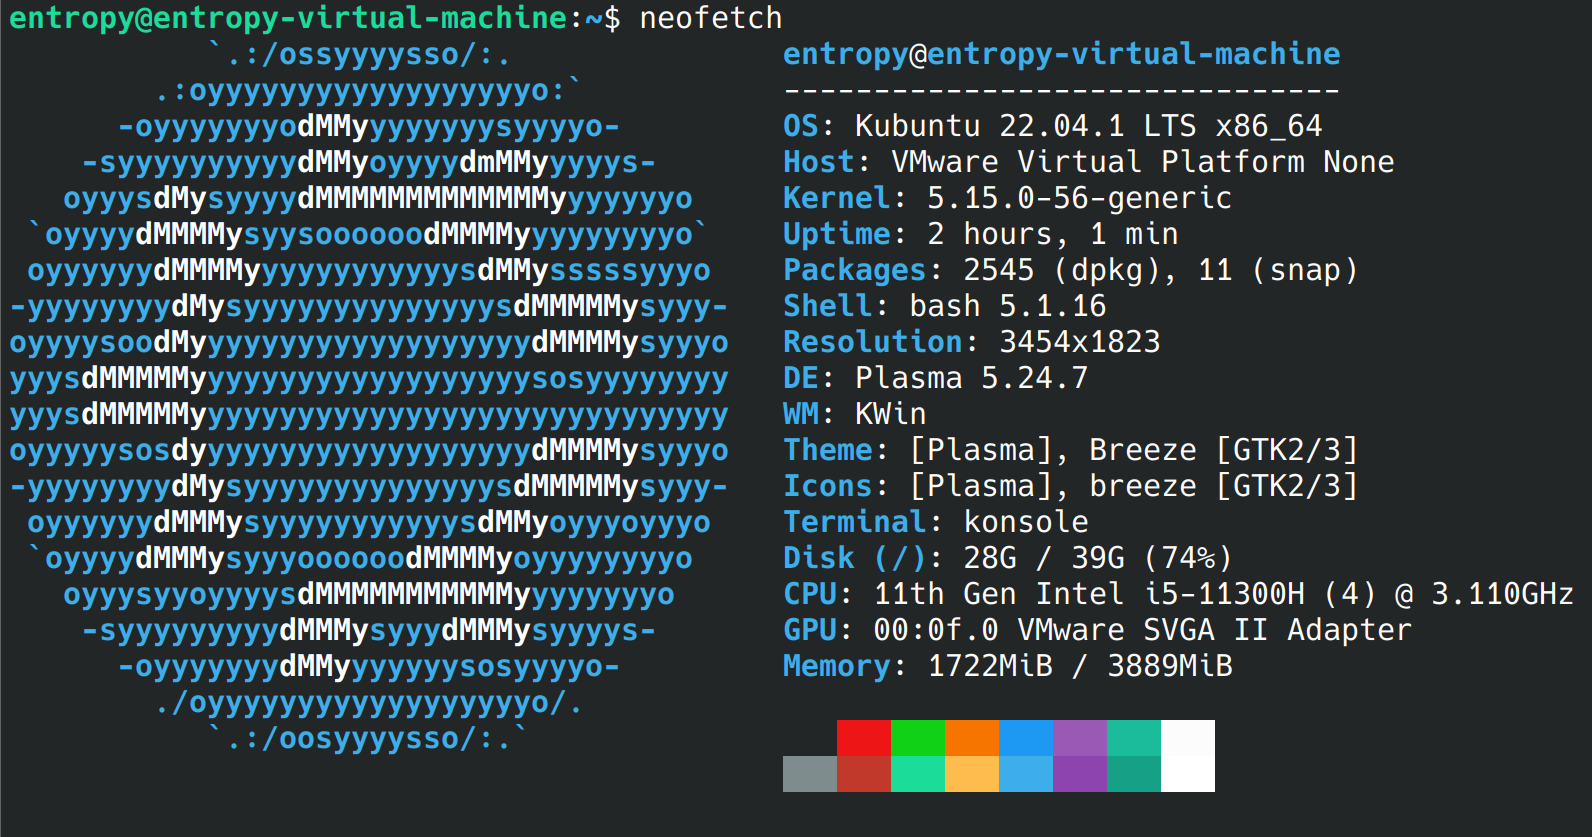 entropy@entropy-virtual-machine:~$ neofetch
`.:/ossyyyysso/:.
entropy@entropy-virtual-machine
.:oyyyyyyyyyyyyyyyyyyo:`
-------------------------------
-oyyyyyyyodMMyyyyyyyysyyyyo-
OS: Kubuntu 22.04.1 LTS x86_64
-syyyyyyyyyydMMyoyyyydmMMyyyyys-
Host: VMware Virtual Platform None
oyyysdMysyyyydMMMMMMMMMMMMMyyyyyyyo
Kernel: 5.15.0-56-generic
`oyyyydMMMMysyysoooooodMMMMyyyyyyyyyo`
Uptime: 2 hours, 1 min
oyyyyyydMMMMyyyyyyyyyyyysdMMysssssyyyo
Packages: 2545 (dpkg), 11 (snap)
-yyyyyyyydMysyyyyyyyyyyyyyysdMMMMMysyyy-
Shell: bash 5.1.16
oyyyysoodMyyyyyyyyyyyyyyyyyyydMMMMysyyyo
Resolution: 3454x1823
yyysdMMMMMyyyyyyyyyyyyyyyyyyysosyyyyyyyy
DE: Plasma 5.24.7
yyysdMMMMMyyyyyyyyyyyyyyyyyyyyyyyyyyyyyy
WM: KWin
oyyyyysosdyyyyyyyyyyyyyyyyyyydMMMMysyyyo
Theme: [Plasma], Breeze [GTK2/3]
-yyyyyyyydMysyyyyyyyyyyyyyysdMMMMMysyyy-
Icons: [Plasma], breeze [GTK2/3]
oyyyyyydMMMysyyyyyyyyyyysdMMyoyyyoyyyo
Terminal: konsole
`oyyyydMMMysyyyoooooodMMMMyoyyyyyyyyo
Disk (/): 28G / 39G (74%)
oyyysyyoyyyysdMMMMMMMMMMMyyyyyyyyo
CPU: 11th Gen Intel i5-11300H (4) @ 3.110GHz
-syyyyyyyyydMMMysyyydMMMysyyyys-
GPU: 00:0f.0 VMware SVGA II Adapter
-oyyyyyyydMMyyyyyyysosyyyyo-
Memory: 1722MiB / 3889MiB
./oyyyyyyyyyyyyyyyyyyo/.
`.:/oosyyyysso/:.`